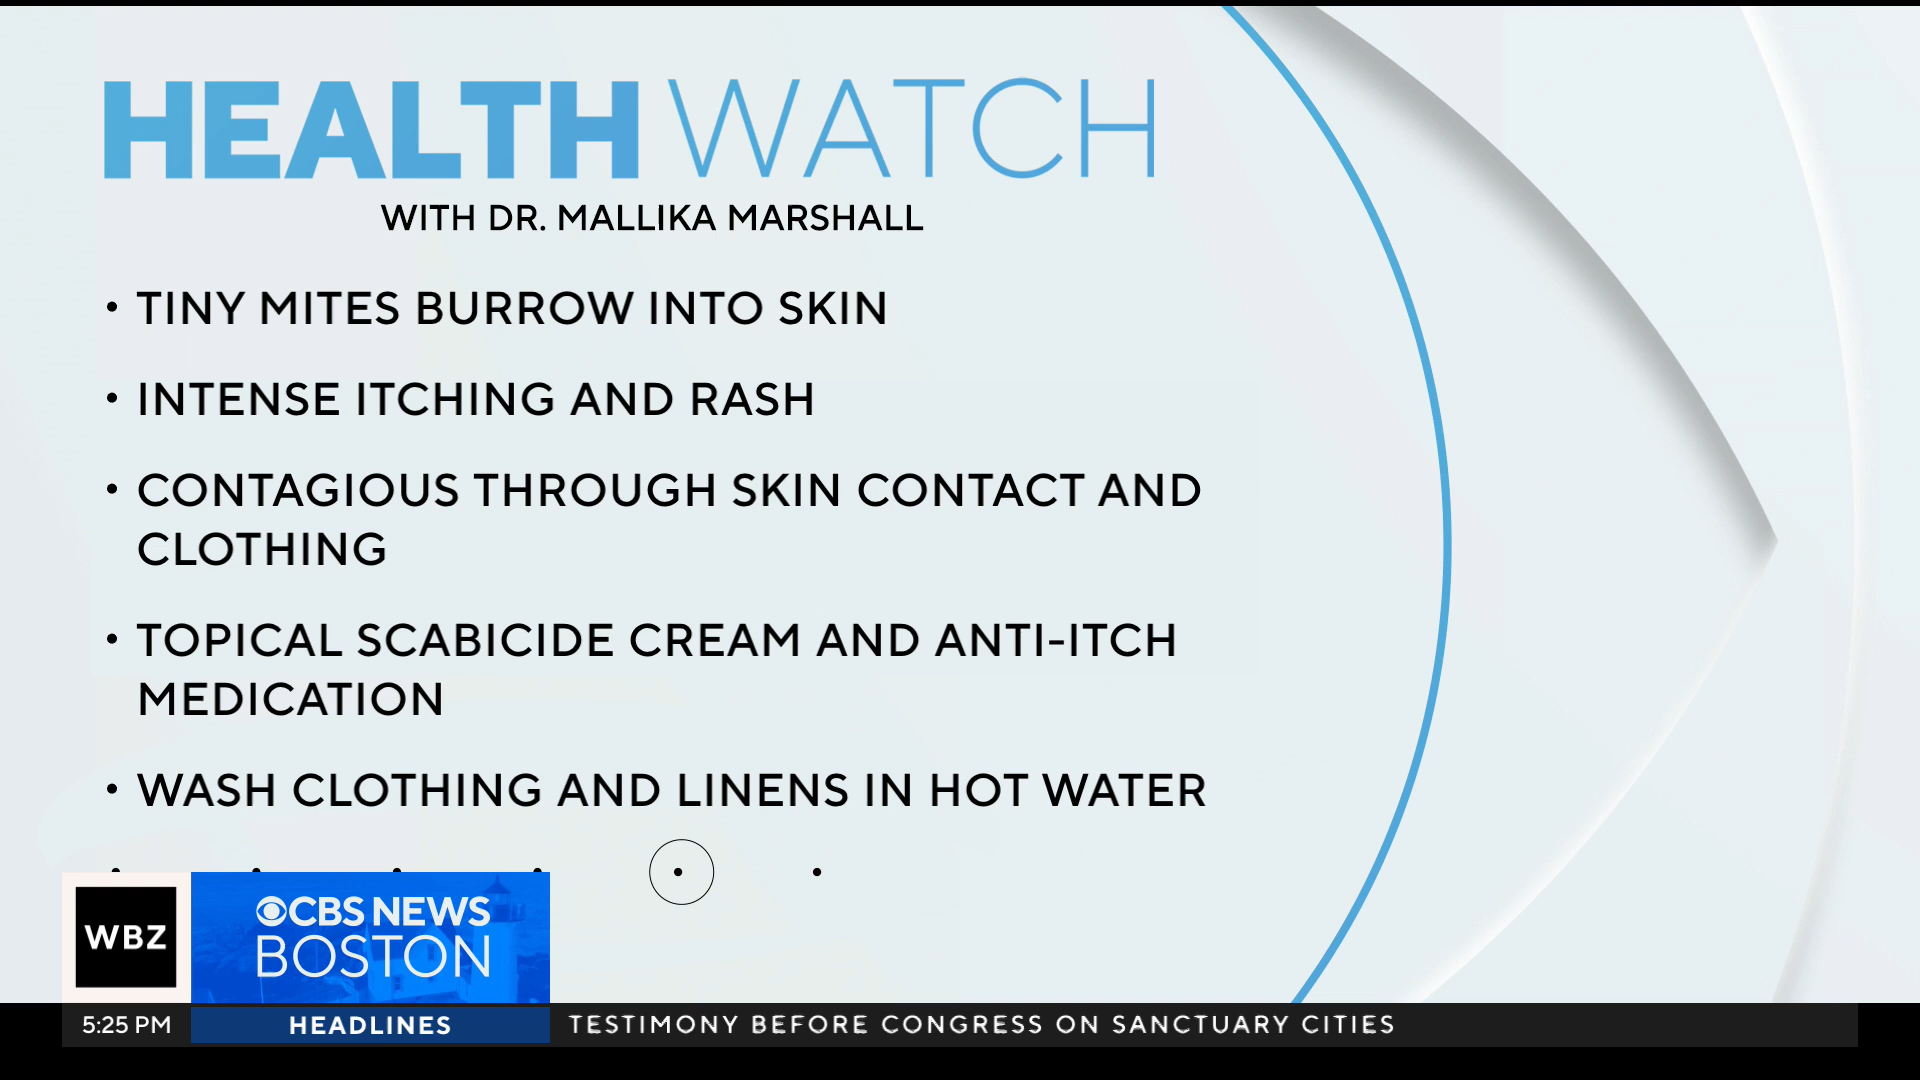 HEALTH WATCH
WITH DR. MALLIKA MARSHALL
• TINY MITES BURROW INTO SKIN
• INTENSE ITCHING AND RASH
• CONTAGIOUS THROUGH SKIN CONTACT AND
CLOTHING
• TOPICAL SCABICIDE CREAM AND ANTI-ITCH
MEDICATION
• WASH CLOTHING AND LINENS IN HOT WATER
WBZ
CBS NEWS
BOSTON
5:25 PM
HEADLINES
TESTIMONY BEFORE CONGRESS ON SANCTUARY CITIES